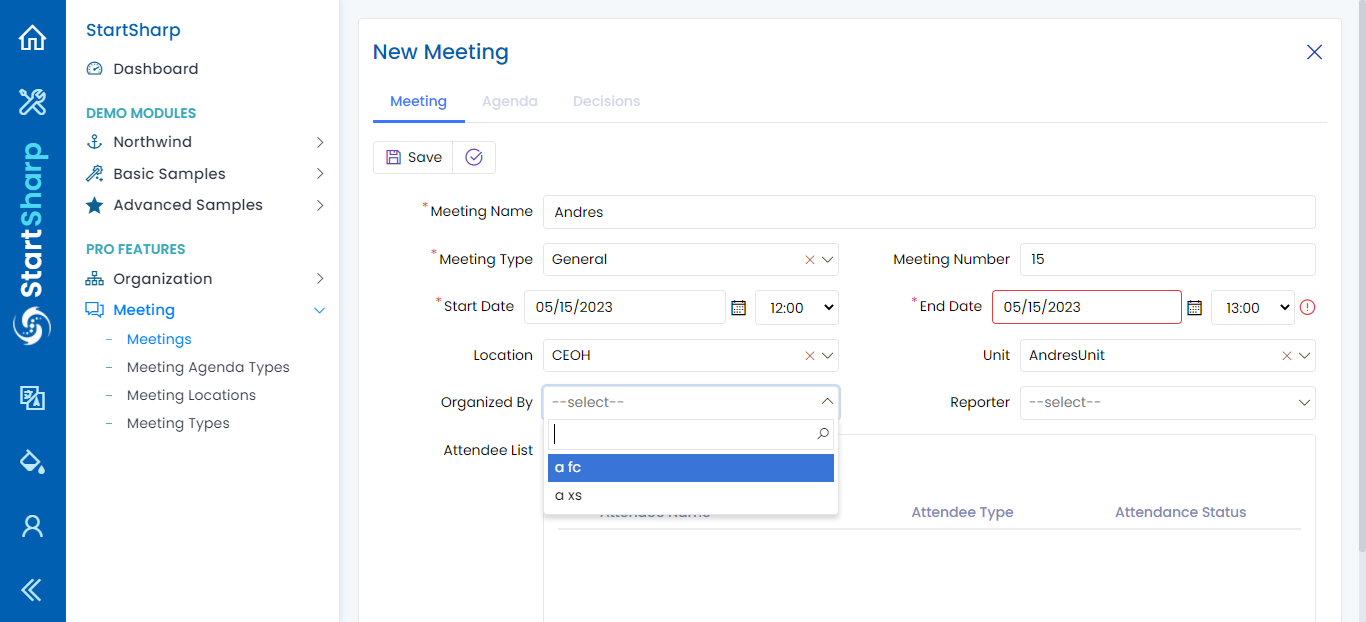 StartSharp
StartSharp
Dashboard
DEMO MODULES
Northwind
Basic Samples
Advanced Samples
PRO FEATURES
Organization
Meeting
Meetings
Meeting Agenda Types
Meeting Locations
Meeting Types
New Meeting
Meeting Agenda Decisions
Save
*Meeting Name Andres
*Meeting Type General Meeting Number 15
*Start Date 05/15/2023 12:00 *End Date 05/15/2023 13:00
Location CEOH Unit AndresUnit
Organized By --select-- Reporter --select--
Attendee List
a fc
a xs
Attendee Name Attendee Type Attendance Status